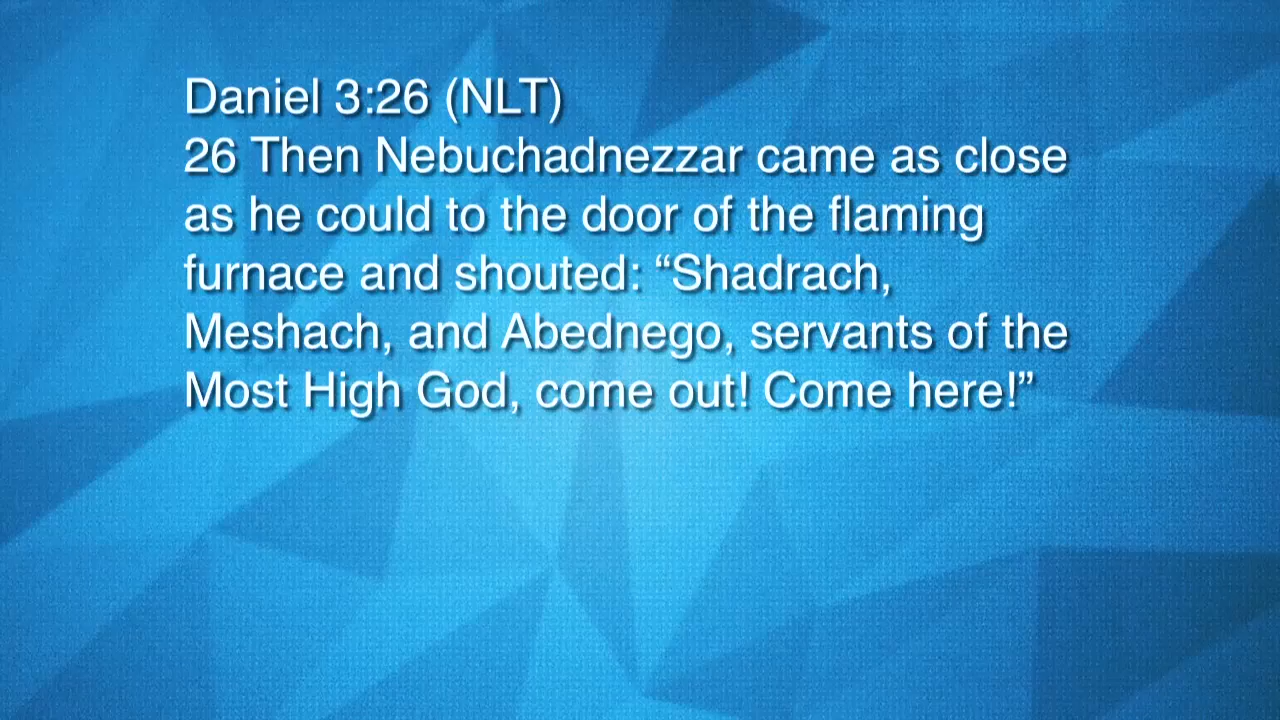 Daniel 3:26 (NLT)
26 Then Nebuchadnezzar came as close
as he could to the door of the flaming
furnace and shouted: “Shadrach,
Meshach, and Abednego, servants of the
Most High God, come out! Come here!”